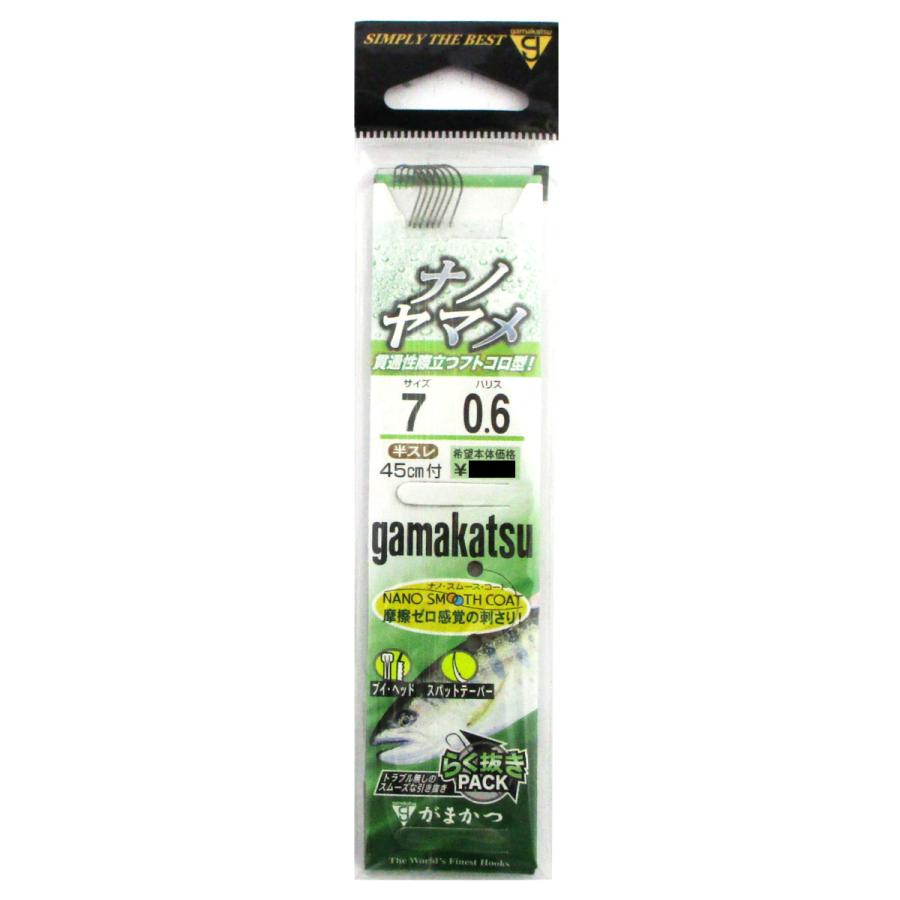 SIMPLY THE BEST
gamakatsu
g
ナノ
ヤマメ
貫通性際立つフトコロ型!
サイズ ハリス
7 0.6
半スレ 希望本体価格
45cm付 ¥
gamakatsu
ナノ・スムース・コート
NANO SMOOTH COAT
摩擦ゼロ感覚の刺さり!
ブイ・ヘッド スパットテーパー
らく抜き
PACK
トラブル無しの
スムーズな引き抜き
gamakatsu
g がまかつ
The World's Finest Hooks